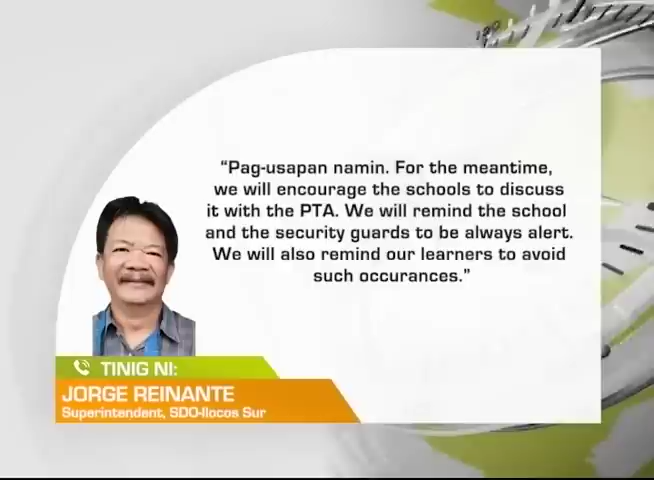 “Pag-usapan namin. For the meantime,
we will encourage the schools to discuss
it with the PTA. We will remind the school
and the security guards to be always alert.
We will also remind our learners to avoid
such occurances.”
TINIG NI:
JORGE REINANTE
Superintendent, SDO-Ilocos Sur